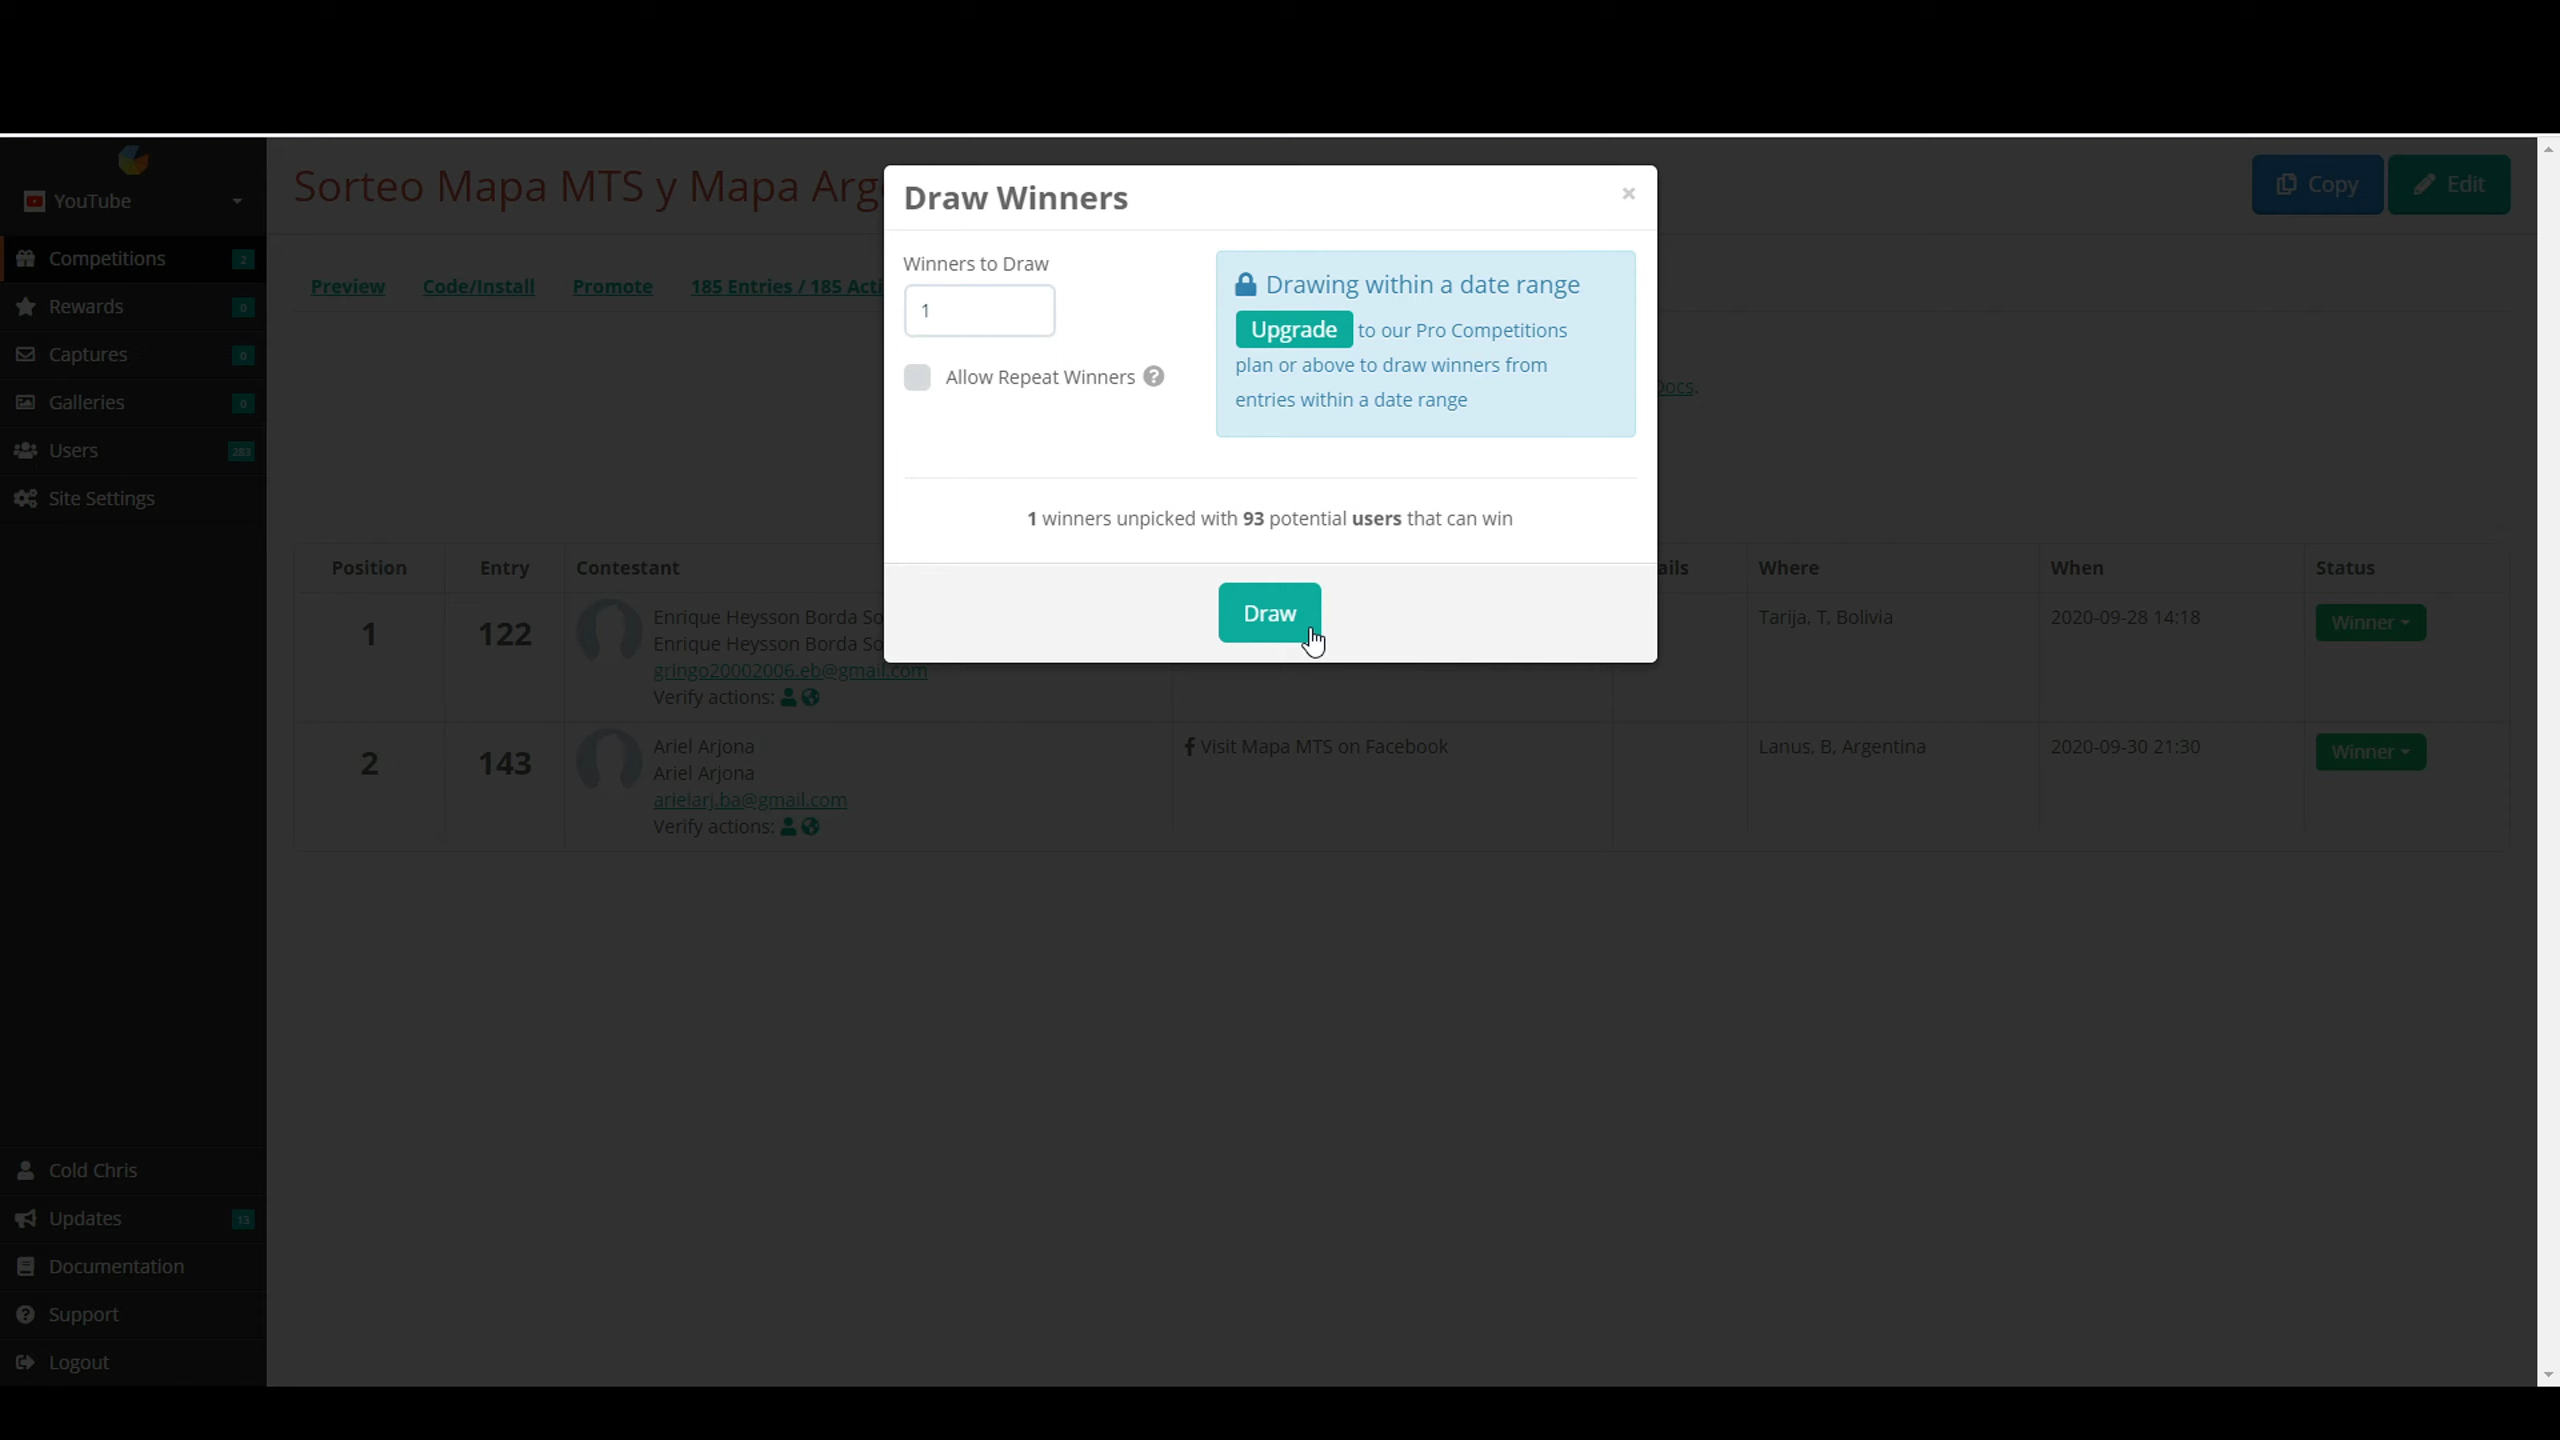 YouTube
Competitions 2
Rewards 0
Captures 0
Galleries 0
Users 283
Site Settings
Cold Chris
Updates 13
Documentation
Support
Logout
Sorteo Mapa MTS y Mapa Arg
Copy
Edit
Preview
Code/Install
Promote
185 Entries / 185 Acti
Draw Winners
×
Winners to Draw
1
Allow Repeat Winners ?
Drawing within a date range
Upgrade to our Pro Competitions
plan or above to draw winners from
entries within a date range
1 winners unpicked with 93 potential users that can win
Draw
Docs.
Position Entry Contestant ails Where When Status
1 122 Enrique Heysson Borda So Tarija, T, Bolivia 2020-09-28 14:18 Winner
Enrique Heysson Borda So
gringo20002006.eb@gmail.com
Verify actions:
2 143 Ariel Arjona Visit Mapa MTS on Facebook Lanus, B, Argentina 2020-09-30 21:30 Winner
Ariel Arjona
arielarj.ba@gmail.com
Verify actions: